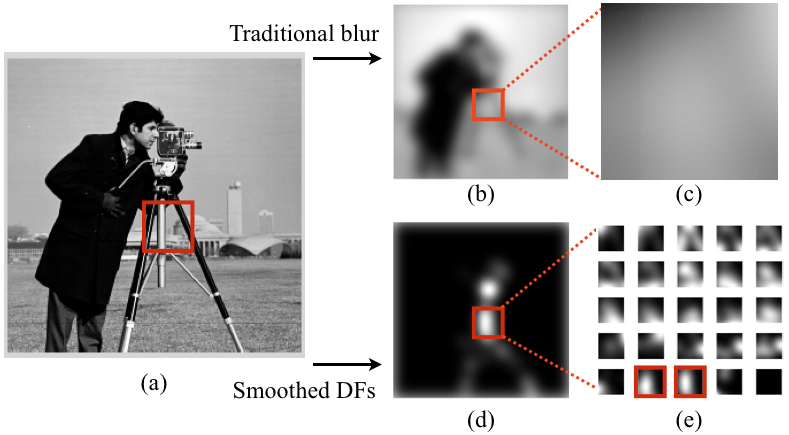 Traditional blur
(a)
(b)
(c)
Smoothed DFs
(d)
(e)